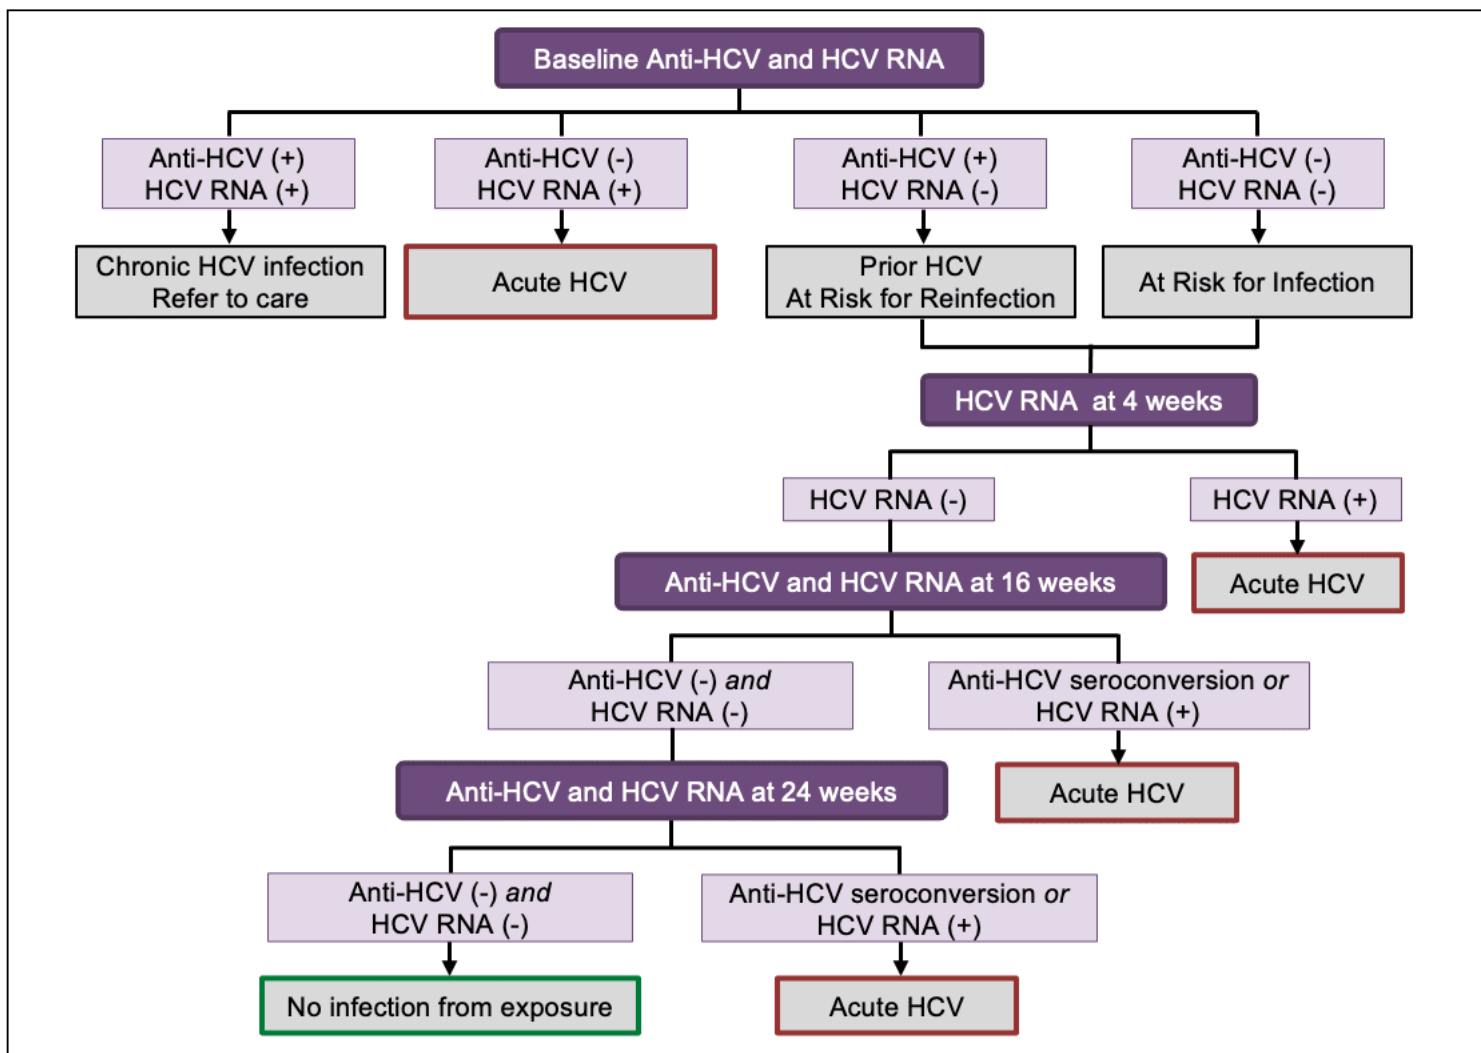 Baseline Anti-HCV and HCV RNA
Anti-HCV (+)
HCV RNA (+)
Anti-HCV (-)
HCV RNA (+)
Anti-HCV (+)
HCV RNA (-)
Anti-HCV (-)
HCV RNA (-)
Chronic HCV infection
Refer to care
Acute HCV
Prior HCV
At Risk for Reinfection
At Risk for Infection
HCV RNA at 4 weeks
HCV RNA (-)
HCV RNA (+)
Anti-HCV and HCV RNA at 16 weeks
Acute HCV
Anti-HCV (-) and
HCV RNA (-)
Anti-HCV seroconversion or
HCV RNA (+)
Anti-HCV and HCV RNA at 24 weeks
Acute HCV
Anti-HCV (-) and
HCV RNA (-)
Anti-HCV seroconversion or
HCV RNA (+)
No infection from exposure
Acute HCV